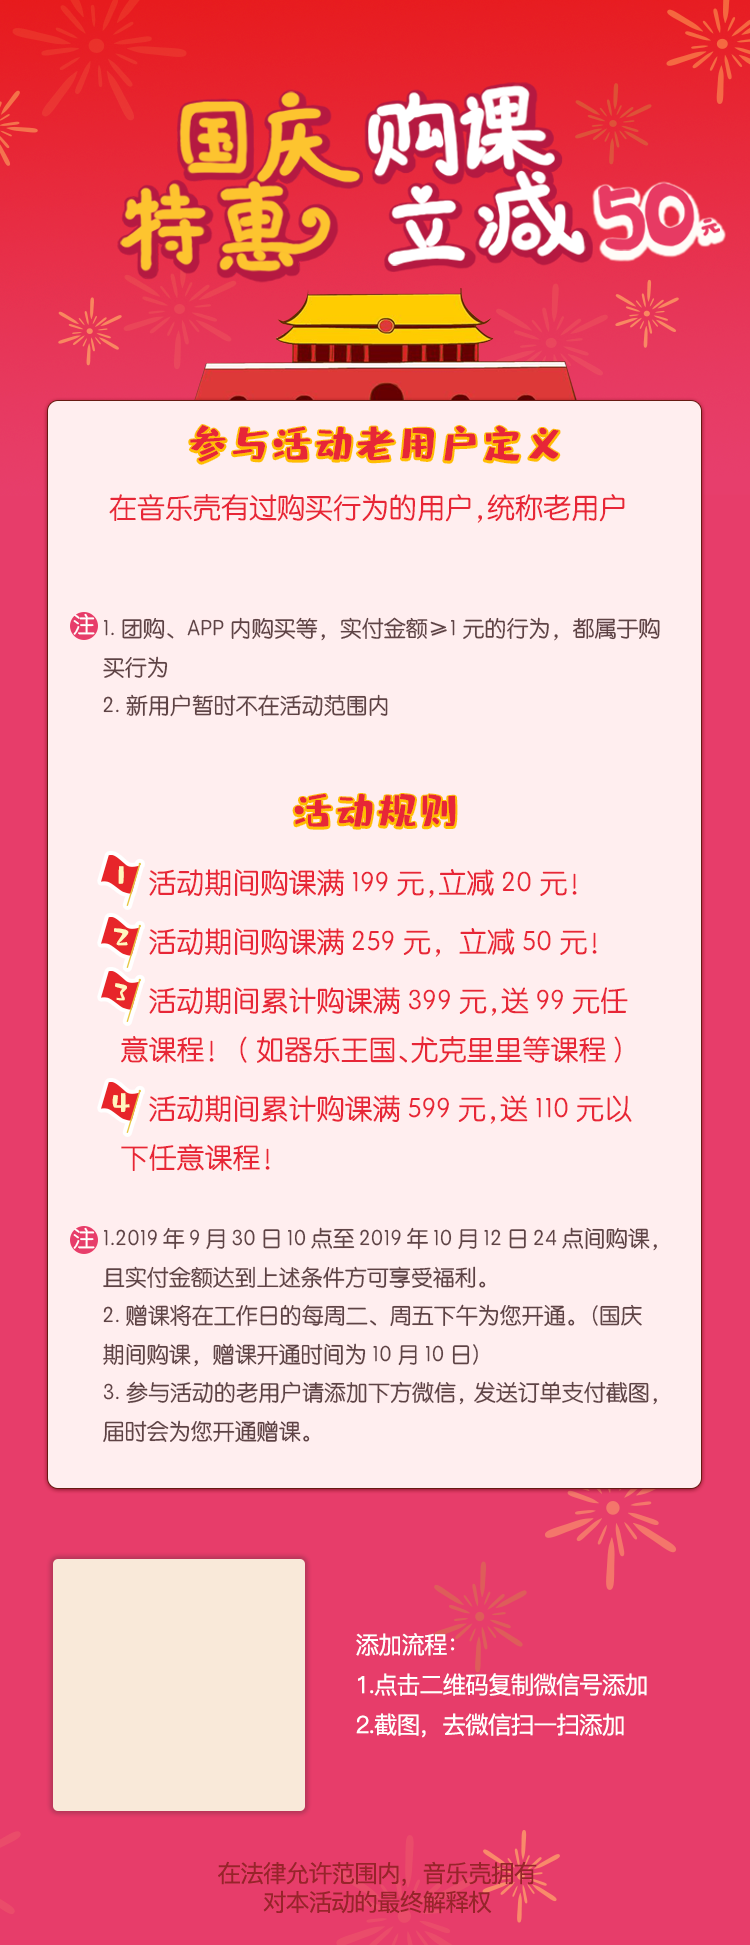 国庆 购课
特惠 立减50元
参与活动老用户定义
在音乐壳有过购买行为的用户,统称老用户
注 1. 团购、APP 内购买等，实付金额≥1 元的行为，都属于购
买行为
2. 新用户暂时不在活动范围内
活动规则
1 活动期间购课满 199 元,立减 20 元!
2 活动期间购课满 259 元，立减 50 元!
3 活动期间累计购课满 399 元,送 99 元任
意课程!（如器乐王国、尤克里里等课程）
4 活动期间累计购课满 599 元,送 110 元以
下任意课程!
注 1.2019 年 9 月 30 日 10 点至 2019 年 10 月 12 日 24 点间购课，
且实付金额达到上述条件方可享受福利。
2. 赠课将在工作日的每周二、周五下午为您开通。（国庆
期间购课，赠课开通时间为 10 月 10 日）
3. 参与活动的老用户请添加下方微信，发送订单支付截图，
届时会为您开通赠课。
添加流程：
1.点击二维码复制微信号添加
2.截图，去微信扫一扫添加
在法律允许范围内，音乐壳拥有
对本活动的最终解释权